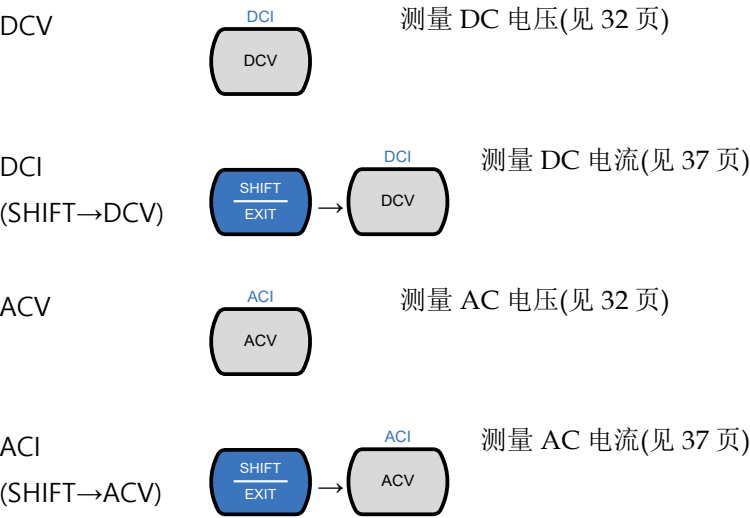 DCV
DCI
DCV
测量 DC 电压(见 32 页)
DCI
(SHIFT→DCV)
SHIFT
EXIT
→
DCI
DCV
测量 DC 电流(见 37 页)
ACV
ACI
ACV
测量 AC 电压(见 32 页)
ACI
(SHIFT→ACV)
SHIFT
EXIT
→
ACI
ACV
测量 AC 电流(见 37 页)